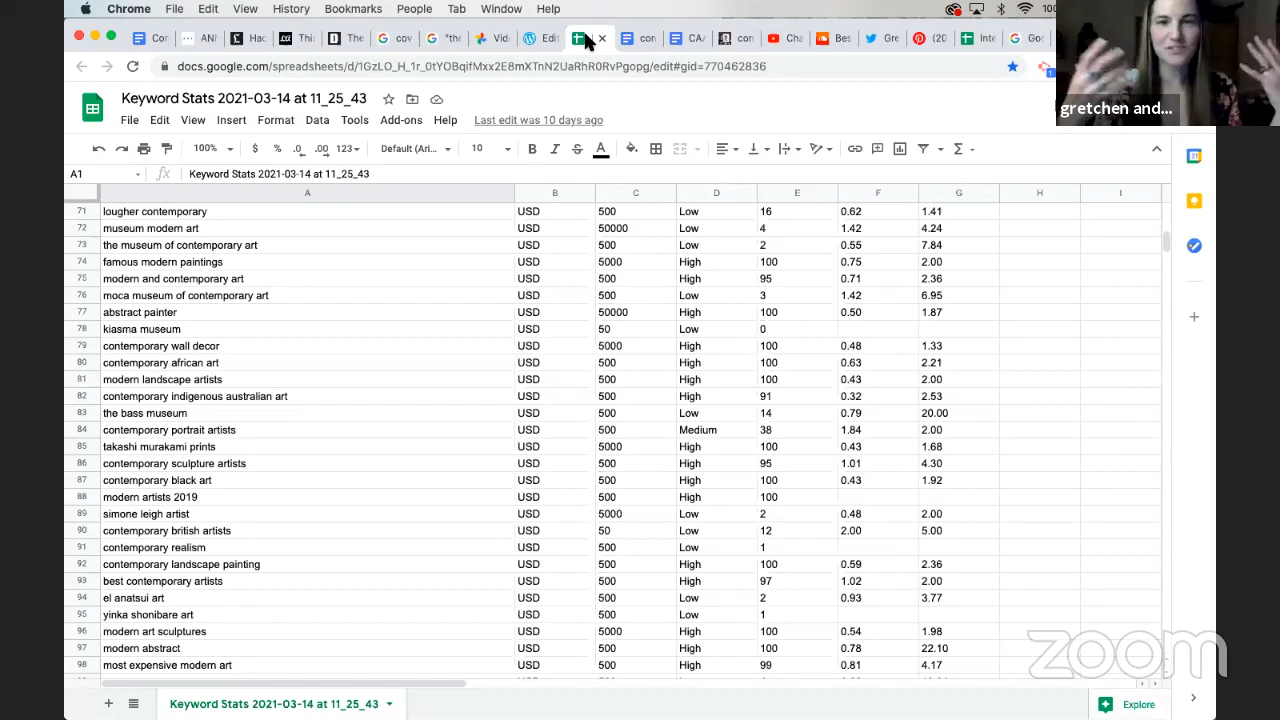 Chrome File Edit View History Bookmarks People Tab Window Help 100
Con ANI Hac Thi The cov "The Vid Edi cor CA/ con Cha Bes Gre (20 Inte Go
docs.google.com/spreadsheets/d/1GzLO_H_1r_0tYOBqifMxx2E8mXTnN2UaRhR0RvPgopg/edit#gid=770462836
gretchen and...
Keyword Stats 2021-03-14 at 11_25_43
File Edit View Insert Format Data Add-ons Help Last edit was 10 days ago
100% $ % .0 .00 123 Default (Ari... 10 B I S A Σ
A1 fx Keyword Stats 2021-03-14 at 11_25_43
A B C D E F G H I
71 lougher contemporary USD 500 Low 16 0.62 1.41
72 museum modern art USD 50000 Low 4 1.42 4.24
73 the museum of contemporary art USD 500 Low 2 0.55 7.84
74 famous modern paintings USD 5000 High 100 0.75 2.00
75 modern and contemporary art USD 500 High 95 0.71 2.36
76 moca museum of contemporary art USD 500 Low 3 1.42 6.95
77 abstract painter USD 50000 High 100 0.50 1.87
78 kiasma museum USD 50 Low 0
79 contemporary wall decor USD 5000 High 100 0.48 1.33
80 contemporary african art USD 500 High 100 0.63 2.21
81 modern landscape artists USD 500 High 100 0.43 2.00
82 contemporary indigenous australian art USD 500 High 91 0.32 2.53
83 the bass museum USD 500 Low 14 0.79 20.00
84 contemporary portrait artists USD 500 Medium 38 1.84 2.00
85 takashi murakami prints USD 5000 High 100 0.43 1.68
86 contemporary sculpture artists USD 500 High 95 1.01 4.30
87 contemporary black art USD 500 High 100 0.43 1.92
88 modern artists 2019 USD 500 High 100
89 simone leigh artist USD 5000 Low 2 0.48 2.00
90 contemporary british artists USD 50 Low 12 2.00 5.00
91 contemporary realism USD 500 Low 1
92 contemporary landscape painting USD 500 High 100 0.59 2.36
93 best contemporary artists USD 500 High 97 1.02 2.00
94 el anatsui art USD 500 Low 2 0.93 3.77
95 yinka shonibare art USD 500 Low 1
96 modern art sculptures USD 5000 High 100 0.54 1.98
97 modern abstract USD 500 High 100 0.78 22.10
98 most expensive modern art USD 500 High 99 0.81 4.17
zoom
Keyword Stats 2021-03-14 at 11_25_43 Explore